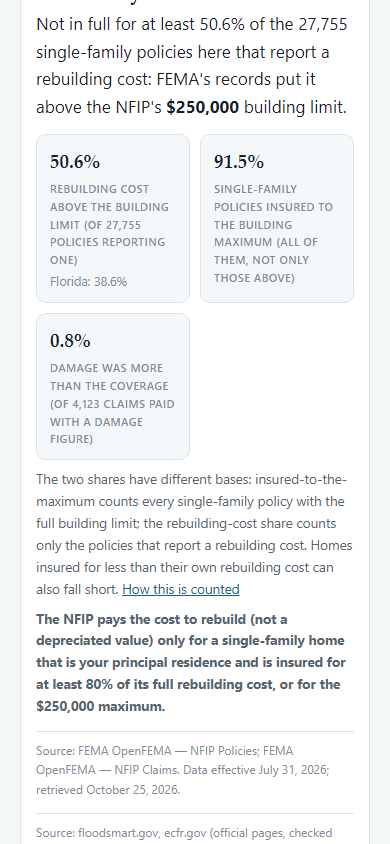 Not in full for at least 50.6% of the 27,755
single-family policies here that report a
rebuilding cost: FEMA's records put it
above the NFIP's $250,000 building limit.
50.6%
REBUILDING COST
ABOVE THE BUILDING
LIMIT (OF 27,755
POLICIES REPORTING
ONE)
Florida: 38.6%
91.5%
SINGLE-FAMILY
POLICIES INSURED TO
THE BUILDING
MAXIMUM (ALL OF
THEM, NOT ONLY
THOSE ABOVE)
0.8%
DAMAGE WAS MORE
THAN THE COVERAGE
(OF 4,123 CLAIMS PAID
WITH A DAMAGE
FIGURE)
The two shares have different bases: insured-to-the-
maximum counts every single-family policy with the
full building limit; the rebuilding-cost share counts
only the policies that report a rebuilding cost. Homes
insured for less than their own rebuilding cost can
also fall short. How this is counted
The NFIP pays the cost to rebuild (not a
depreciated value) only for a single-family home
that is your principal residence and is insured for
at least 80% of its full rebuilding cost, or for the
$250,000 maximum.
Source: FEMA OpenFEMA — NFIP Policies; FEMA
OpenFEMA — NFIP Claims. Data effective July 31, 2026;
retrieved October 25, 2026.
Source: floodsmart.gov, ecfr.gov (official pages, checked